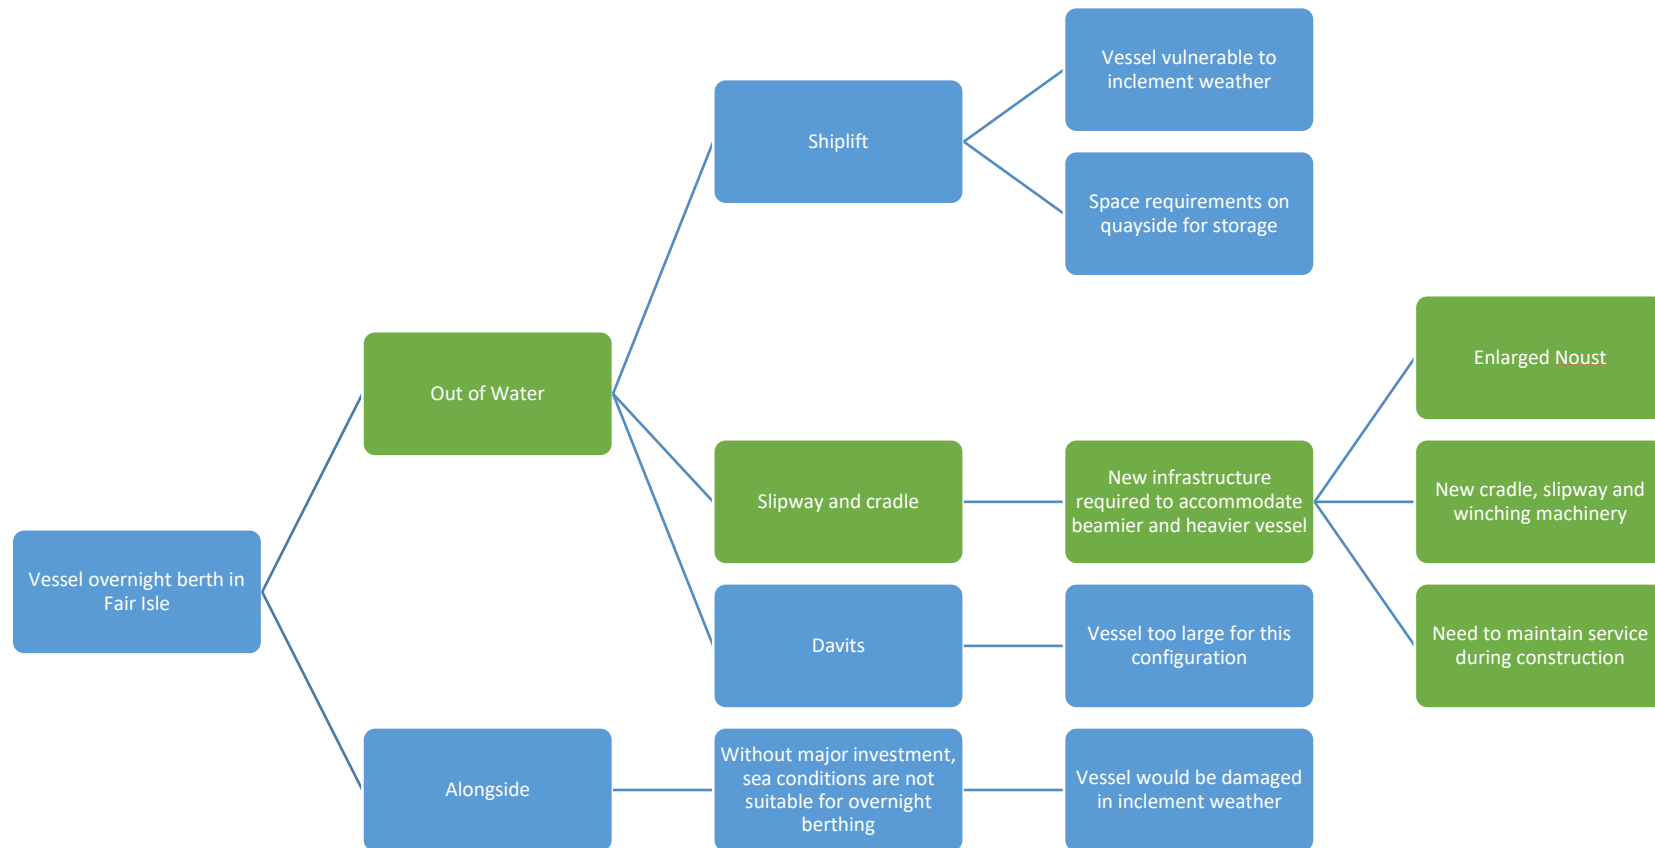 Vessel vulnerable to
inclement weather
Shiplift
Space requirements on
quayside for storage
Enlarged Noust
Out of Water
New infrastructure
required to accommodate
beamier and heavier vessel
Slipway and cradle
New cradle, slipway and
winching machinery
Vessel overnight berth in
Fair Isle
Davits
Vessel too large for this
configuration
Need to maintain service
during construction
Alongside
Without major investment,
sea conditions are not
suitable for overnight
berthing
Vessel would be damaged
in inclement weather